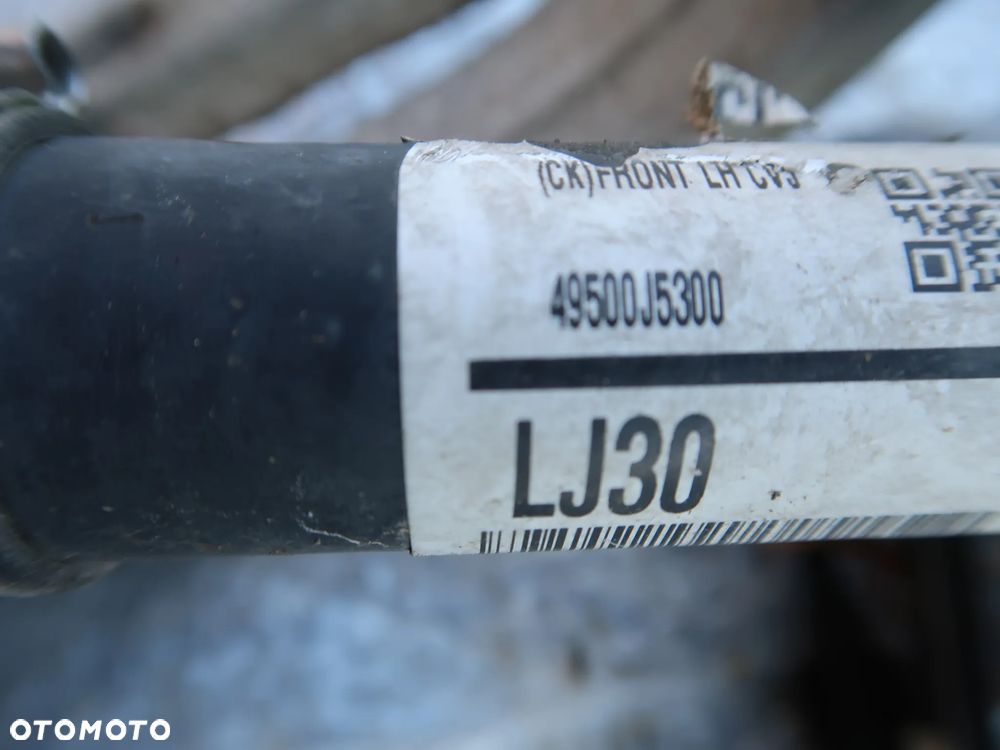 (CK)FRONT LH CVJ
49500J5300
LJ30
OTOMOTO